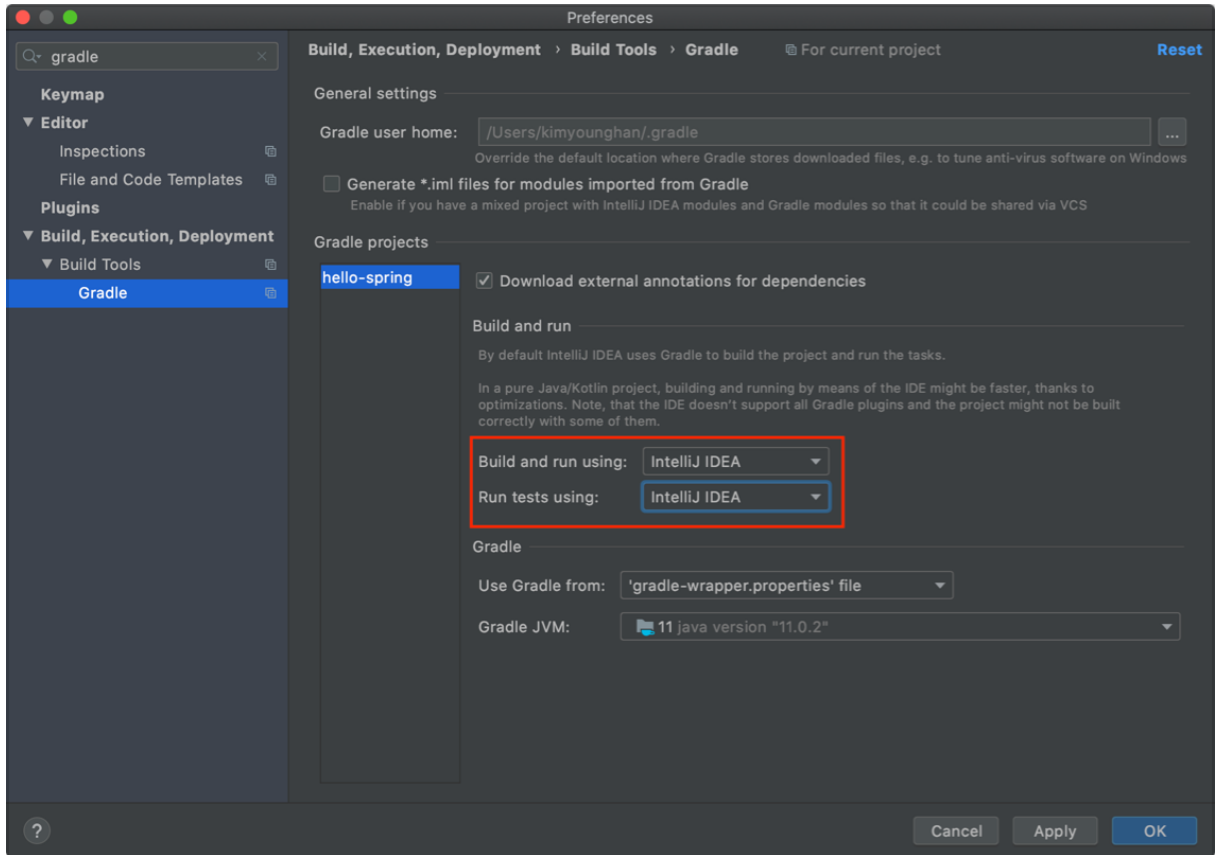 Preferences
gradle
Build, Execution, Deployment › Build Tools › Gradle
For current project
Reset
Keymap
Editor
Inspections
File and Code Templates
Plugins
Build, Execution, Deployment
Build Tools
Gradle
General settings
Gradle user home:
/Users/kimyounghan/.gradle
...
Override the default location where Gradle stores downloaded files, e.g. to tune anti-virus software on Windows
Generate *.iml files for modules imported from Gradle
Enable if you have a mixed project with IntelliJ IDEA modules and Gradle modules so that it could be shared via VCS
Gradle projects
hello-spring
Download external annotations for dependencies
Build and run
By default IntelliJ IDEA uses Gradle to build the project and run the tasks.
In a pure Java/Kotlin project, building and running by means of the IDE might be faster, thanks to
optimizations. Note, that the IDE doesn't support all Gradle plugins and the project might not be built
correctly with some of them.
Build and run using: IntelliJ IDEA
Run tests using: IntelliJ IDEA
Gradle
Use Gradle from: 'gradle-wrapper.properties' file
Gradle JVM: 11 java version "11.0.2"
?
Cancel
Apply
OK